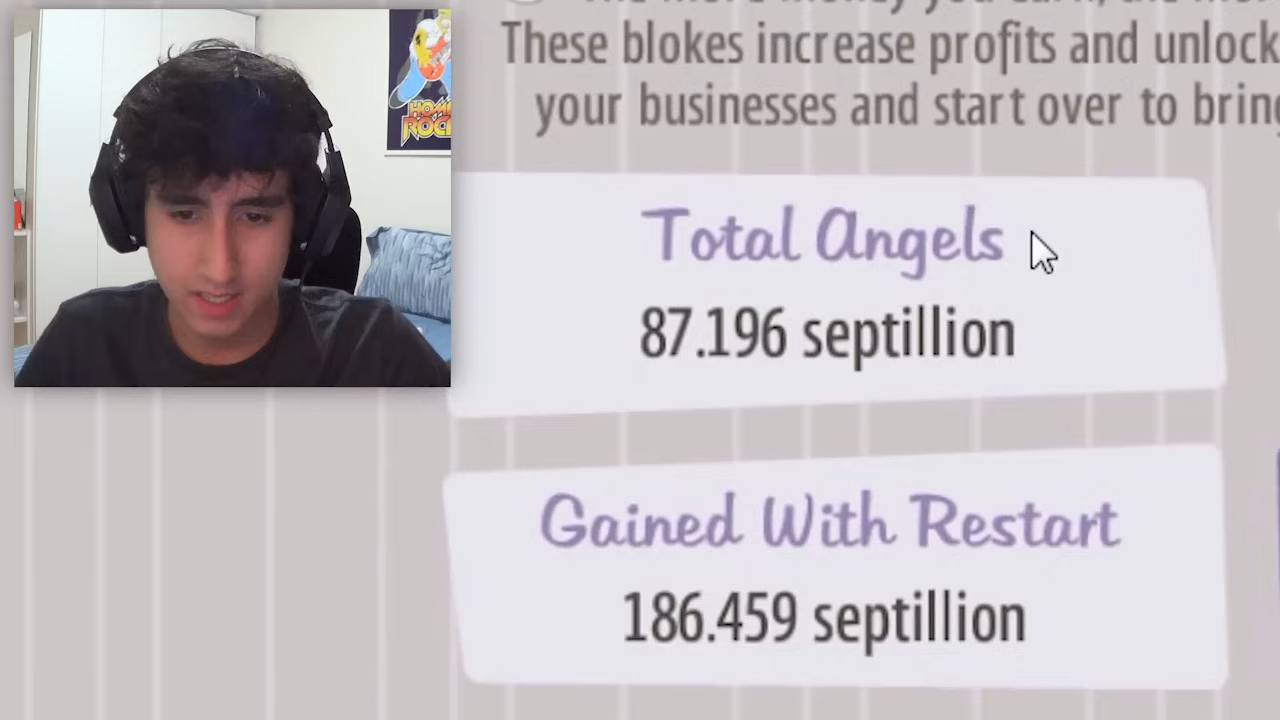 These blokes increase profits and unlock
your businesses and start over to bring
Total Angels
87.196 septillion
Gained With Restart
186.459 septillion